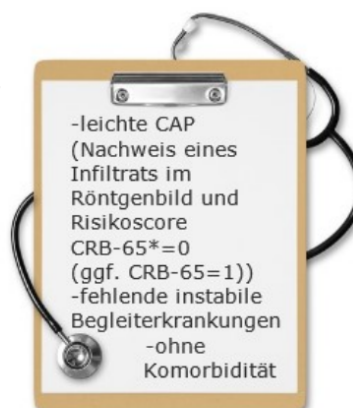 -leichte CAP
(Nachweis eines
Infiltrats im
Röntgenbild und
Risikoscore
CRB-65*=0
(ggf. CRB-65=1))
-fehlende instabile
Begleiterkrankungen
-ohne
Komorbidität